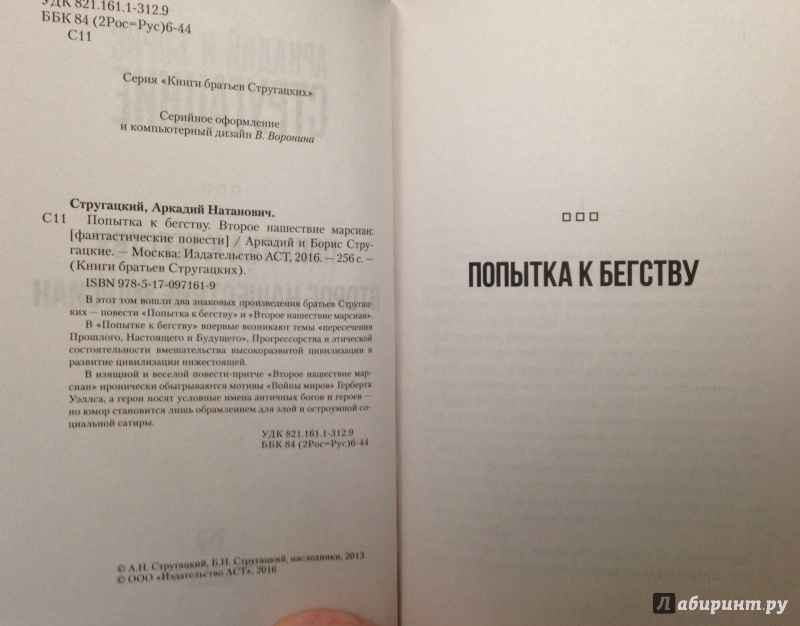 УДК 821.161.1-312.9
ББК 84 (2Рос=Рус)6-44
С11
Серия «Книги братьев Стругацких»
Серийное оформление
и компьютерный дизайн В. Воронина
Стругацкий, Аркадий Натанович.
С11 Попытка к бегству. Второе нашествие марсиан:
[фантастические повести] / Аркадий и Борис Стру-
гацкие. — Москва: Издательство АСТ, 2016. — 256 с. —
(Книги братьев Стругацких).
ISBN 978-5-17-097161-9
В этот том вошли два знаковых произведения братьев Стругац-
ких — повести «Попытка к бегству» и «Второе нашествие марсиан».
В «Попытке к бегству» впервые возникают темы «пересечения
Прошлого, Настоящего и Будущего», Прогрессорства и этической
состоятельности вмешательства высокоразвитой цивилизации в
развитие цивилизации нижестоящей.
В изящной и веселой повести-притче «Второе нашествие мар-
сиан» иронически обыгрываются мотивы «Войны миров» Герберта
Уэллса, а герои носят условные имена античных богов и героев —
но юмор становится лишь обрамлением для злой и остроумной со-
циальной сатиры.
УДК 821.161.1-312.9
ББК 84 (2Рос=Рус)6-44
© А.Н. Стругацкий, Б.Н. Стругацкий, наследники, 2013
© ООО «Издательство АСТ», 2016
ПОПЫТКА К БЕГСТВУ
Лабиринт.ру